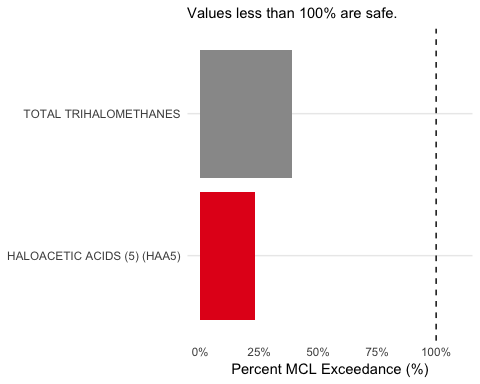 Values less than 100% are safe.
TOTAL TRIHALOMETHANES
HALOACETIC ACIDS (5) (HAA5)
0% 25% 50% 75% 100%
Percent MCL Exceedance (%)